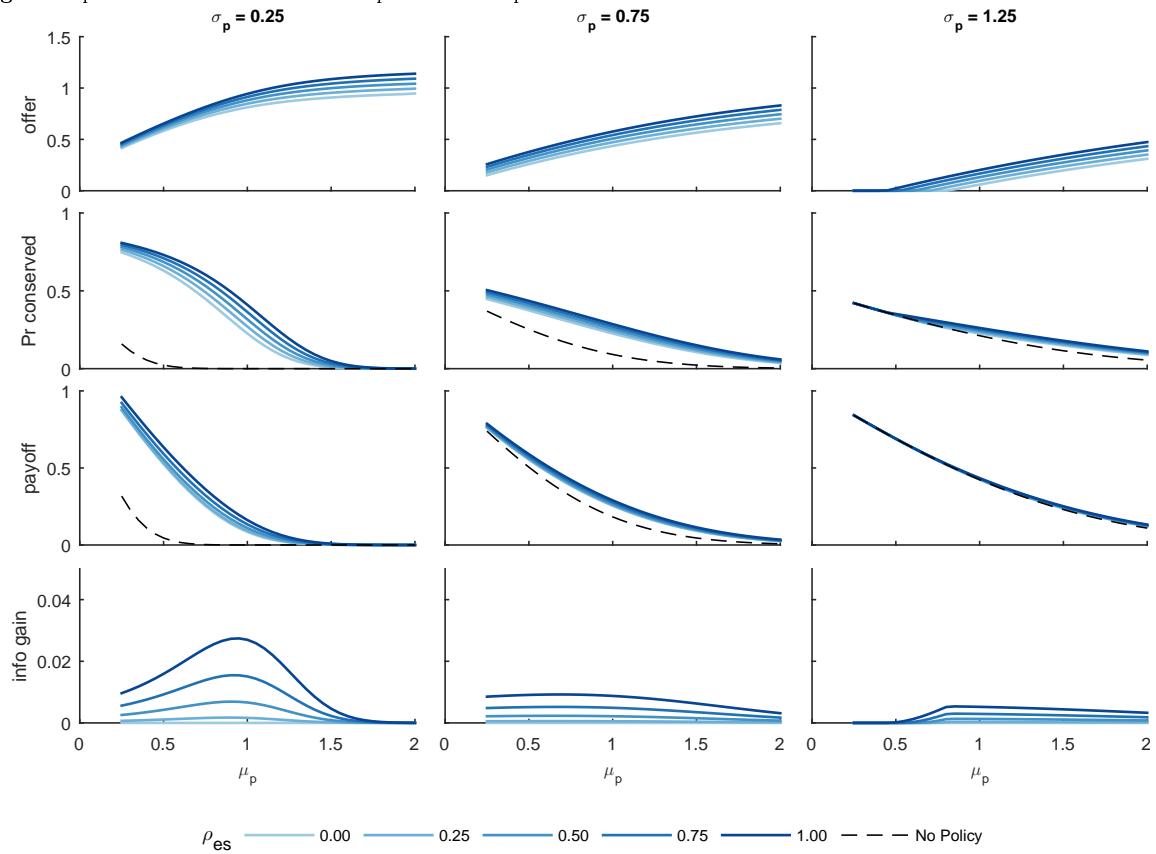 σp = 0.25 σp = 0.75 σp = 1.25
offer
1.5
1
0.5
0
Pr conserved
1
0.5
0
payoff
1
0.5
0
info gain
0.04
0.02
0
0 0.5 1 1.5 2 0.5 1 1.5 2 0 0.5 1 1.5 2
μp μp μp
ρes 0.00 0.25 0.50 0.75 1.00 No Policy